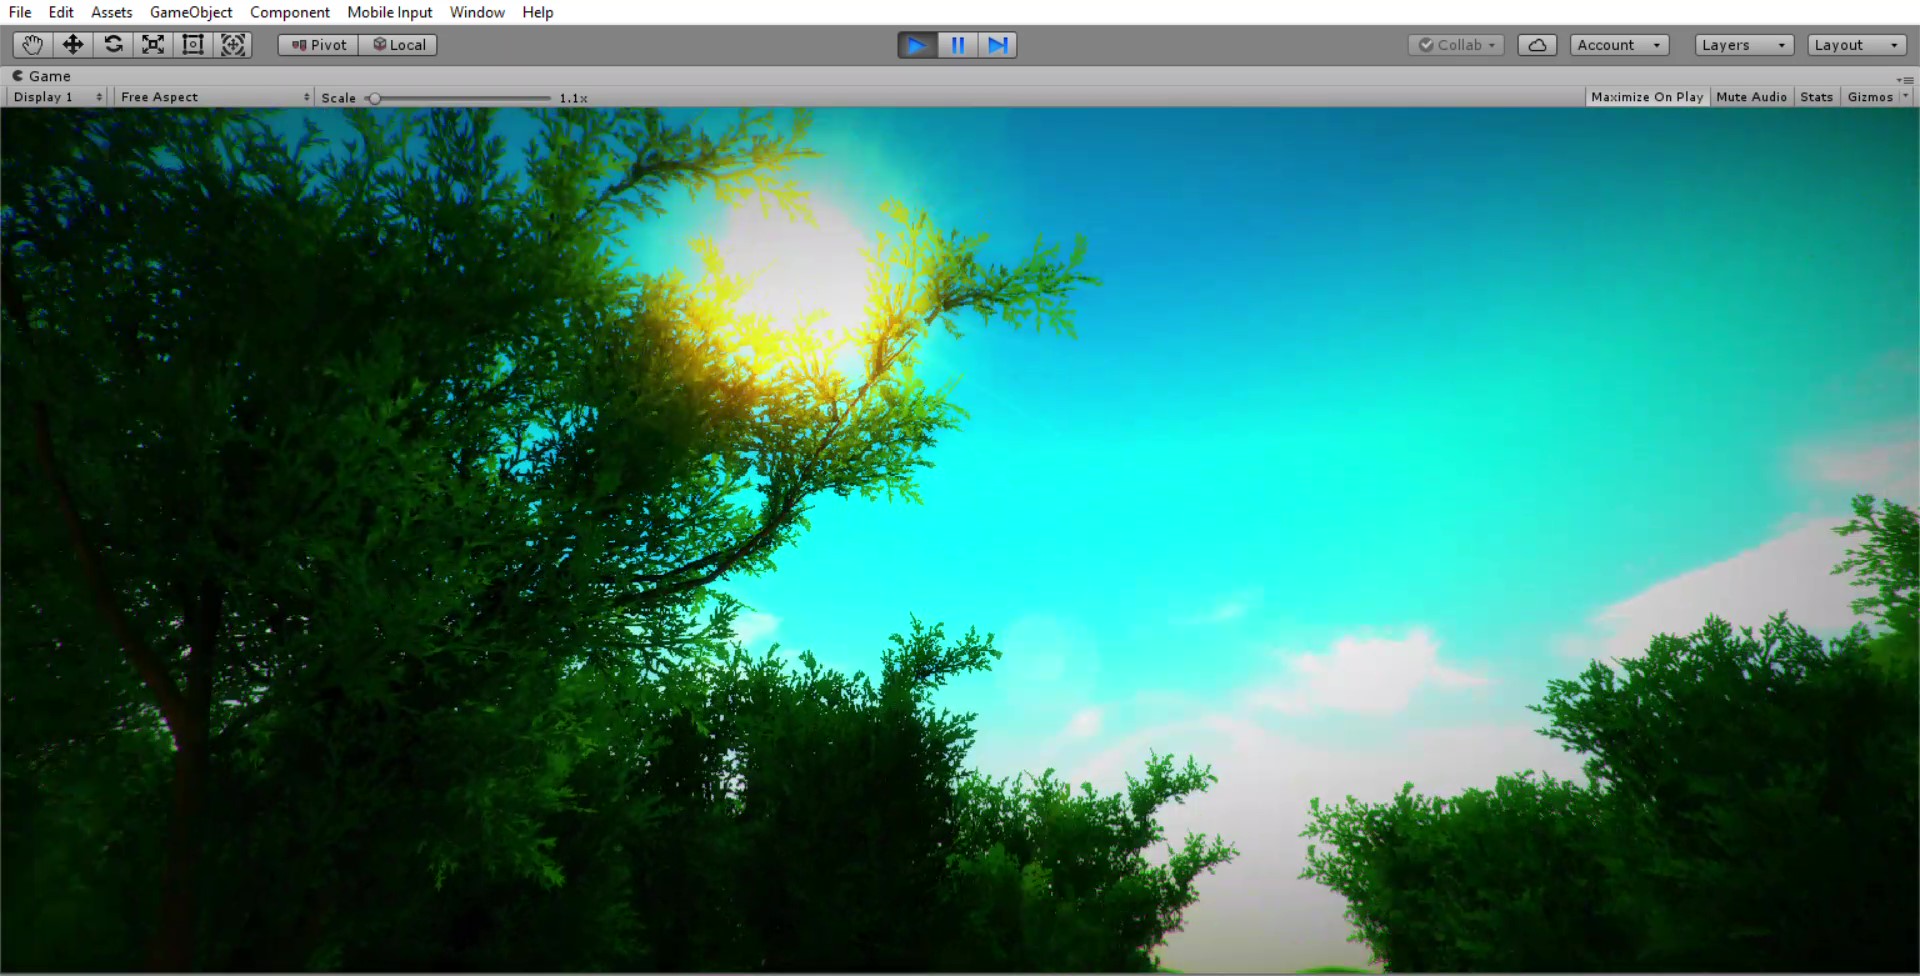 File Edit Assets GameObject Component Mobile Input Window Help
Pivot Local Collab Account Layers Layout
Game
Display 1 Free Aspect Scale 1.1x Maximize On Play Mute Audio Stats Gizmos